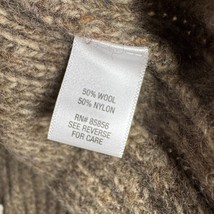 50% WOOL
50% NYLON
RN# 85856
SEE REVERSE
FOR CARE